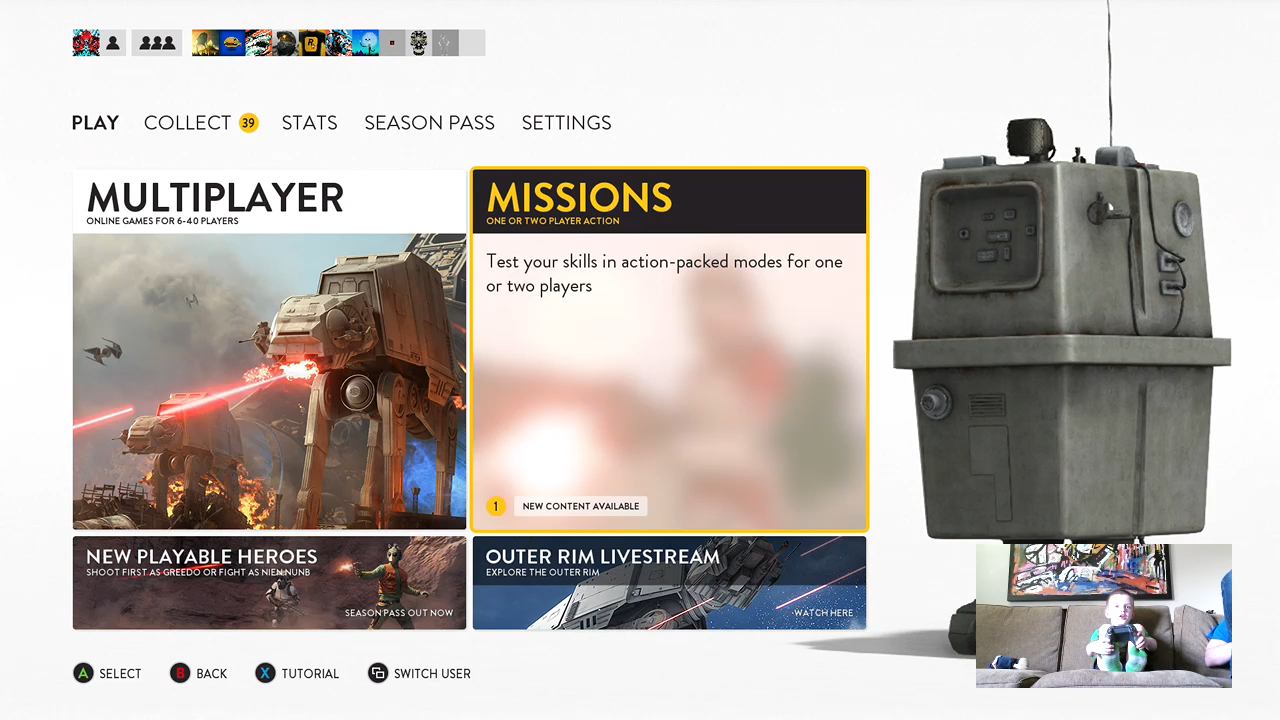 PLAY COLLECT 39 STATS SEASON PASS SETTINGS
MULTIPLAYER
ONLINE GAMES FOR 6-40 PLAYERS
MISSIONS
ONE OR TWO PLAYER ACTION
Test your skills in action-packed modes for one
or two players
1 NEW CONTENT AVAILABLE
NEW PLAYABLE HEROES
SHOOT FIRST AS GREEDO OR FIGHT AS NIEN NUNB
SEASON PASS OUT NOW
OUTER RIM LIVESTREAM
EXPLORE THE OUTER RIM
WATCH HERE
A SELECT B BACK X TUTORIAL SWITCH USER